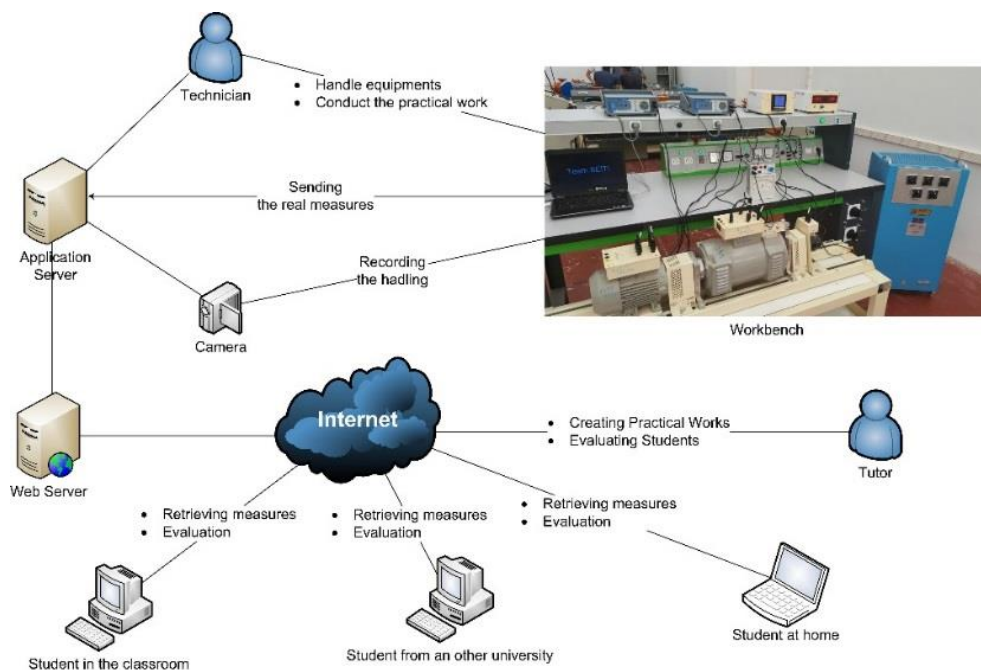 Technician
• Handle equipments
• Conduct the practical work
Sending
the real measures
Application
Server
Recording
the hadling
Camera
Workbench
Internet
• Creating Practical Works
• Evaluating Students
Tutor
Web Server
• Retrieving measures
• Evaluation
• Retrieving measures
• Evaluation
• Retrieving measures
• Evaluation
Student in the classroom
Student from an other university
Student at home